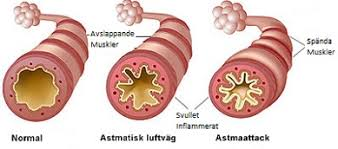 Avslappande
Muskler
Spända
Muskler
Svullet
Inflammerat
Normal
Astmatisk luftväg
Astmaattack